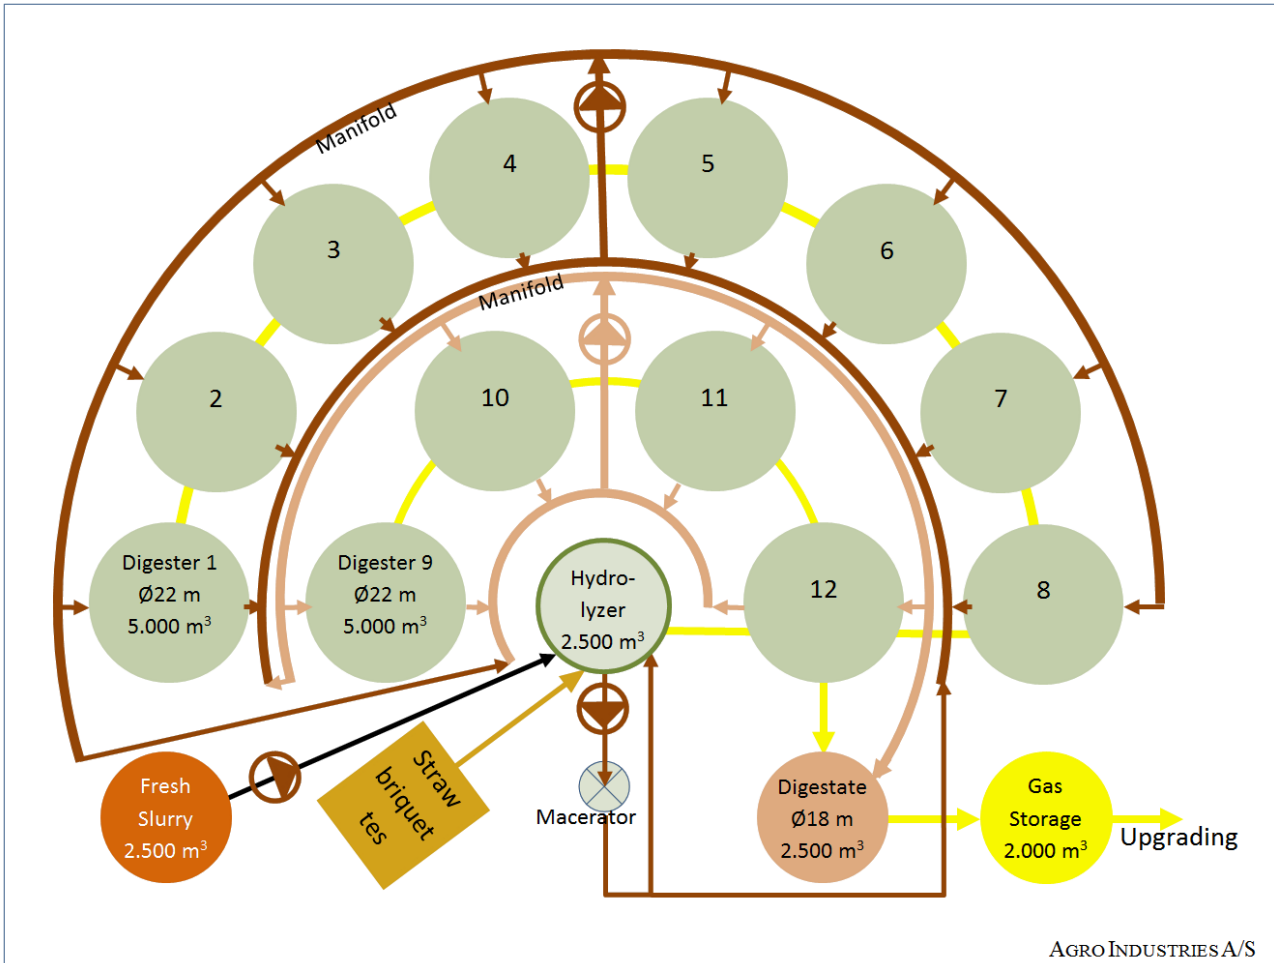 Manifold
4
5
3
6
Manifold
2
10
11
7
Digester 1
Ø22 m
5.000 m³
Digester 9
Ø22 m
5.000 m³
Hydro-
lyzer
2.500 m³
12
8
Fresh
Slurry
2.500 m³
Straw
briquet
tes
Macerator
Digestate
Ø18 m
2.500 m³
Gas
Storage
2.000 m³
Upgrading
AGRO INDUSTRIES A/S